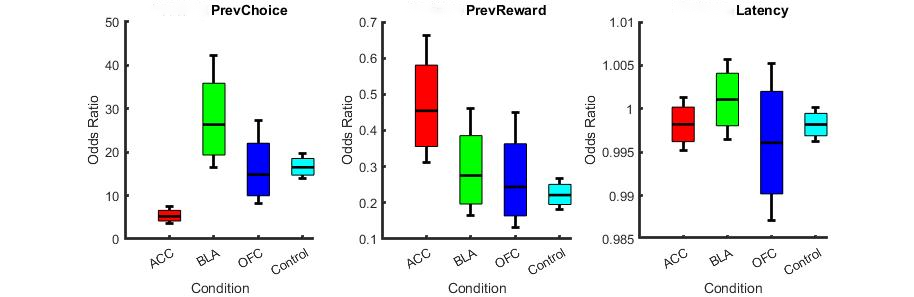 PrevChoice
50
40
30
20
10
0
Odds Ratio
ACC
BLA
OFC
Control
Condition
PrevReward
0.7
0.6
0.5
0.4
0.3
0.2
0.1
Odds Ratio
ACC
BLA
OFC
Control
Condition
Latency
1.01
1.005
1
0.995
0.99
0.985
Odds Ratio
ACC
BLA
OFC
Control
Condition